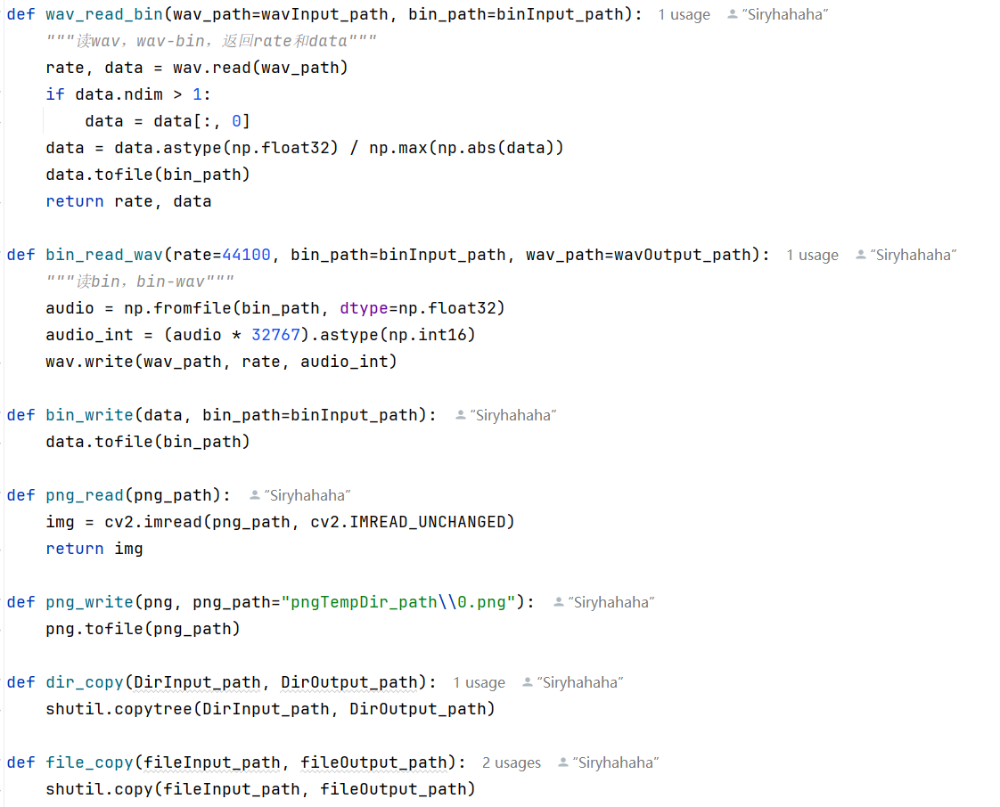 def wav_read_bin(wav_path=wavInput_path, bin_path=binInput_path): 1 usage “Siryhahaha”
"""读wav，wav-bin，返回rate和data"""
rate, data = wav.read(wav_path)
if data.ndim > 1:
data = data[:, 0]
data = data.astype(np.float32) / np.max(np.abs(data))
data.tofile(bin_path)
return rate, data
def bin_read_wav(rate=44100, bin_path=binInput_path, wav_path=wavOutput_path): 1 usage “Siryhahaha”
"""读bin，bin-wav"""
audio = np.fromfile(bin_path, dtype=np.float32)
audio_int = (audio * 32767).astype(np.int16)
wav.write(wav_path, rate, audio_int)
def bin_write(data, bin_path=binInput_path): “Siryhahaha”
data.tofile(bin_path)
def png_read(png_path): “Siryhahaha”
img = cv2.imread(png_path, cv2.IMREAD_UNCHANGED)
return img
def png_write(png, png_path="pngTempDir_path\\0.png"): “Siryhahaha”
png.tofile(png_path)
def dir_copy(DirInput_path, DirOutput_path): 1 usage “Siryhahaha”
shutil.copytree(DirInput_path, DirOutput_path)
def file_copy(fileInput_path, fileOutput_path): 2 usages “Siryhahaha”
shutil.copy(fileInput_path, fileOutput_path)